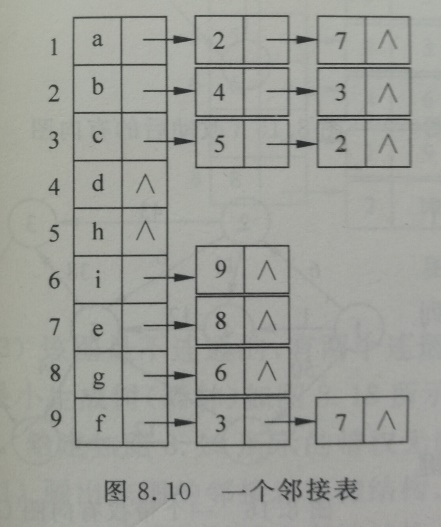 1 a 2 7 ∧
2 b 4 3 ∧
3 c 5 2 ∧
4 d ∧
5 h ∧
6 i 9 ∧
7 e 8 ∧
8 g 6 ∧
9 f 3 7 ∧
图 8.10 一个邻接表